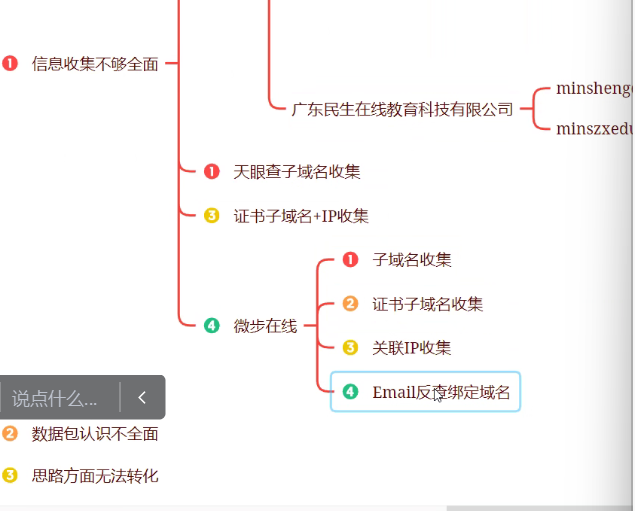 1 信息收集不够全面
广东民生在线教育科技有限公司
1 天眼查子域名收集
3 证书子域名+IP收集
4 微步在线
1 子域名收集
2 证书子域名收集
3 关联IP收集
4 Email反查绑定域名
说点什么...
2 数据包认识不全面
3 思路方面无法转化